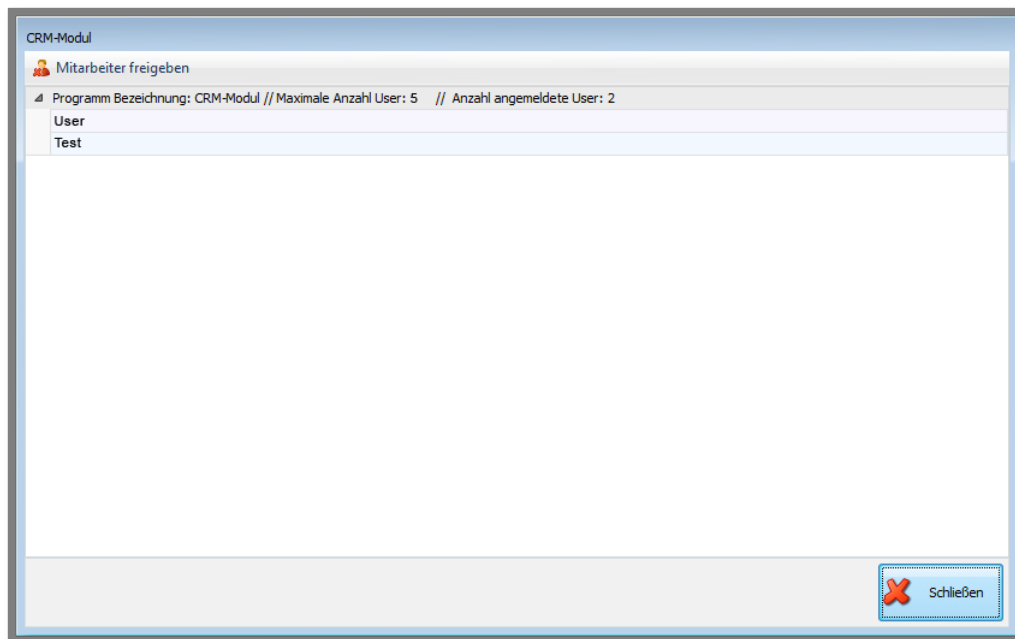 CRM-Modul
Mitarbeiter freigeben
Programm Bezeichnung: CRM-Modul // Maximale Anzahl User: 5 // Anzahl angemeldete User: 2
User
Test
Schließen